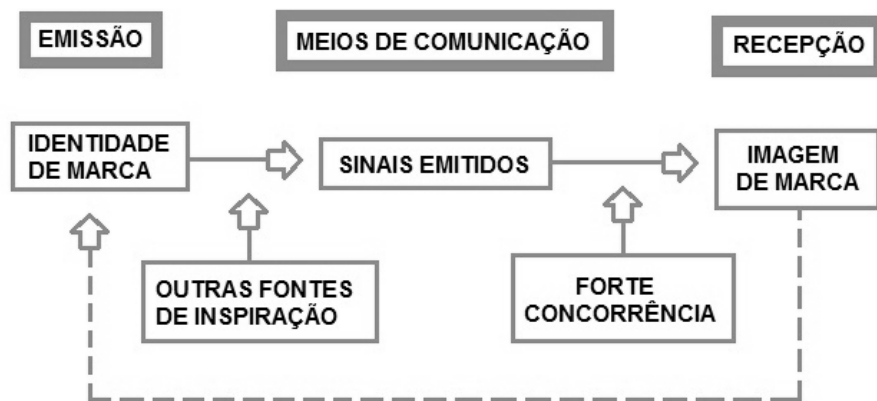 EMISSÃO
MEIOS DE COMUNICAÇÃO
RECEPÇÃO
IDENTIDADE
DE MARCA
SINAIS EMITIDOS
IMAGEM
DE MARCA
OUTRAS FONTES
DE INSPIRAÇÃO
FORTE
CONCORRÊNCIA